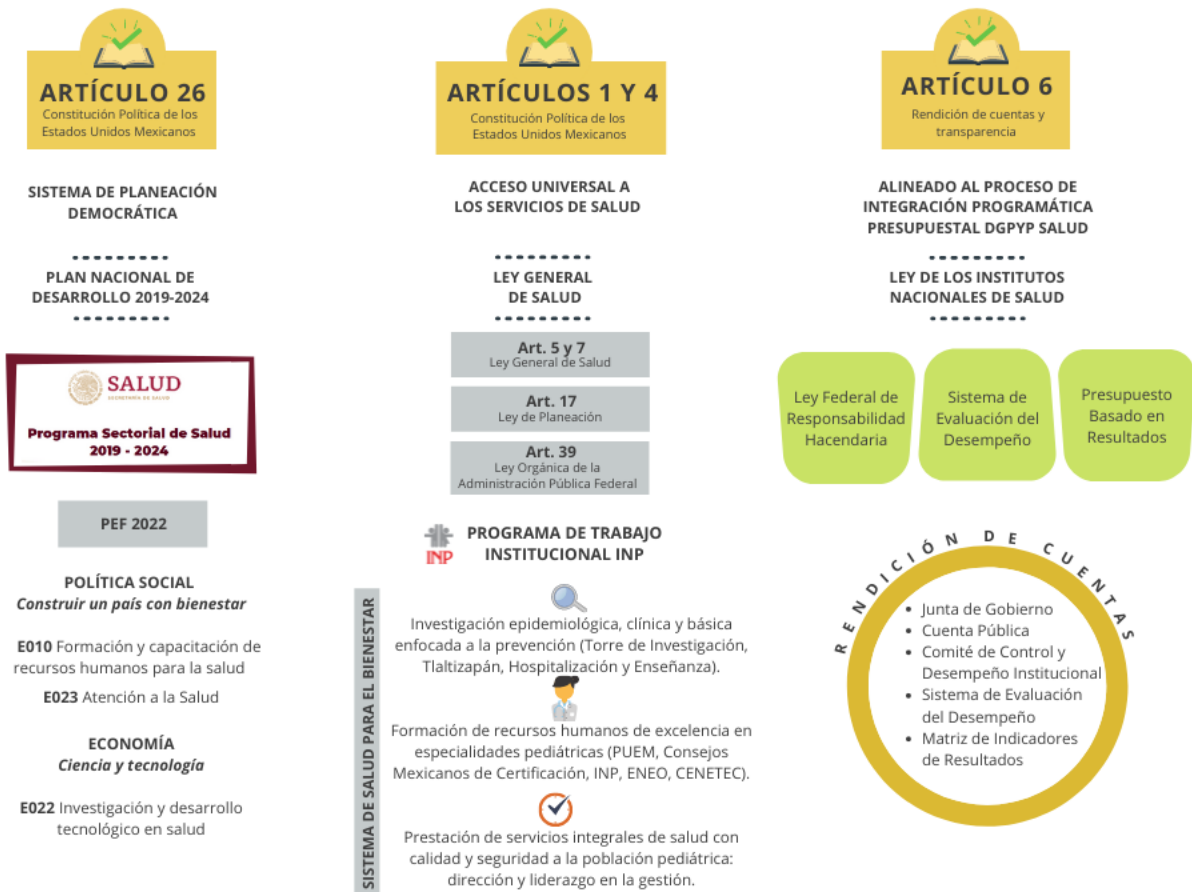 ARTÍCULO 26
Constitución Política de los
Estados Unidos Mexicanos
SISTEMA DE PLANEACIÓN
DEMOCRÁTICA
PLAN NACIONAL DE
DESARROLLO 2019-2024
SALUD
SECRETARÍA DE SALUD
Programa Sectorial de Salud
2019 - 2024
PEF 2022
POLÍTICA SOCIAL
Construir un país con bienestar
E010 Formación y capacitación de
recursos humanos para la salud
E023 Atención a la Salud
ECONOMÍA
Ciencia y tecnología
E022 Investigación y desarrollo
tecnológico en salud
ARTÍCULOS 1 Y 4
Constitución Política de los
Estados Unidos Mexicanos
ACCESO UNIVERSAL A
LOS SERVICIOS DE SALUD
LEY GENERAL
DE SALUD
Art. 5 y 7
Ley General de Salud
Art. 17
Ley de Planeación
Art. 39
Ley Orgánica de la
Administración Pública Federal
INP
PROGRAMA DE TRABAJO
INSTITUCIONAL INP
SISTEMA DE SALUD PARA EL BIENESTAR
Investigación epidemiológica, clínica y básica
enfocada a la prevención (Torre de Investigación,
Tlaltizapán, Hospitalización y Enseñanza).
Formación de recursos humanos de excelencia en
especialidades pediátricas (PUEM, Consejos
Mexicanos de Certificación, INP, ENEO, CENETEC).
Prestación de servicios integrales de salud con
calidad y seguridad a la población pediátrica:
dirección y liderazgo en la gestión.
ARTÍCULO 6
Rendición de cuentas y
transparencia
ALINEADO AL PROCESO DE
INTEGRACIÓN PROGRAMÁTICA
PRESUPUESTAL DGPYP SALUD
LEY DE LOS INSTITUTOS
NACIONALES DE SALUD
Ley Federal de
Responsabilidad
Hacendaria
Sistema de
Evaluación del
Desempeño
Presupuesto
Basado en
Resultados
RENDICIÓN DE CUENTAS
• Junta de Gobierno
• Cuenta Pública
• Comité de Control y
Desempeño Institucional
• Sistema de Evaluación
del Desempeño
• Matriz de Indicadores
de Resultados